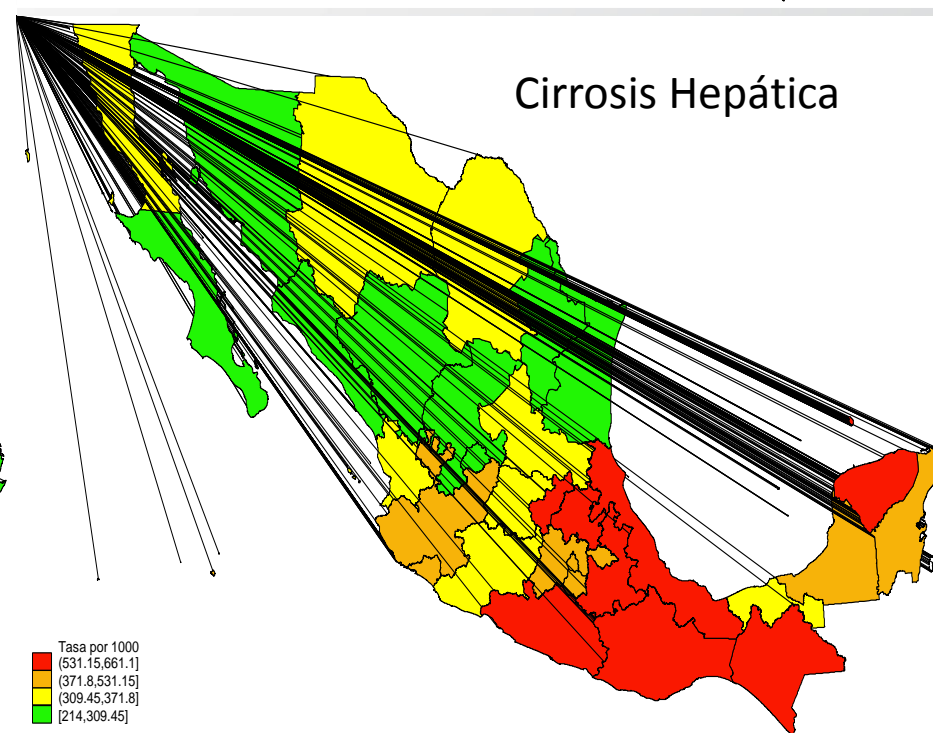 Cirrosis Hepática
Tasa por 1000
(531.15,661.1]
(371.8,531.15]
(309.45,371.8]
[214,309.45]